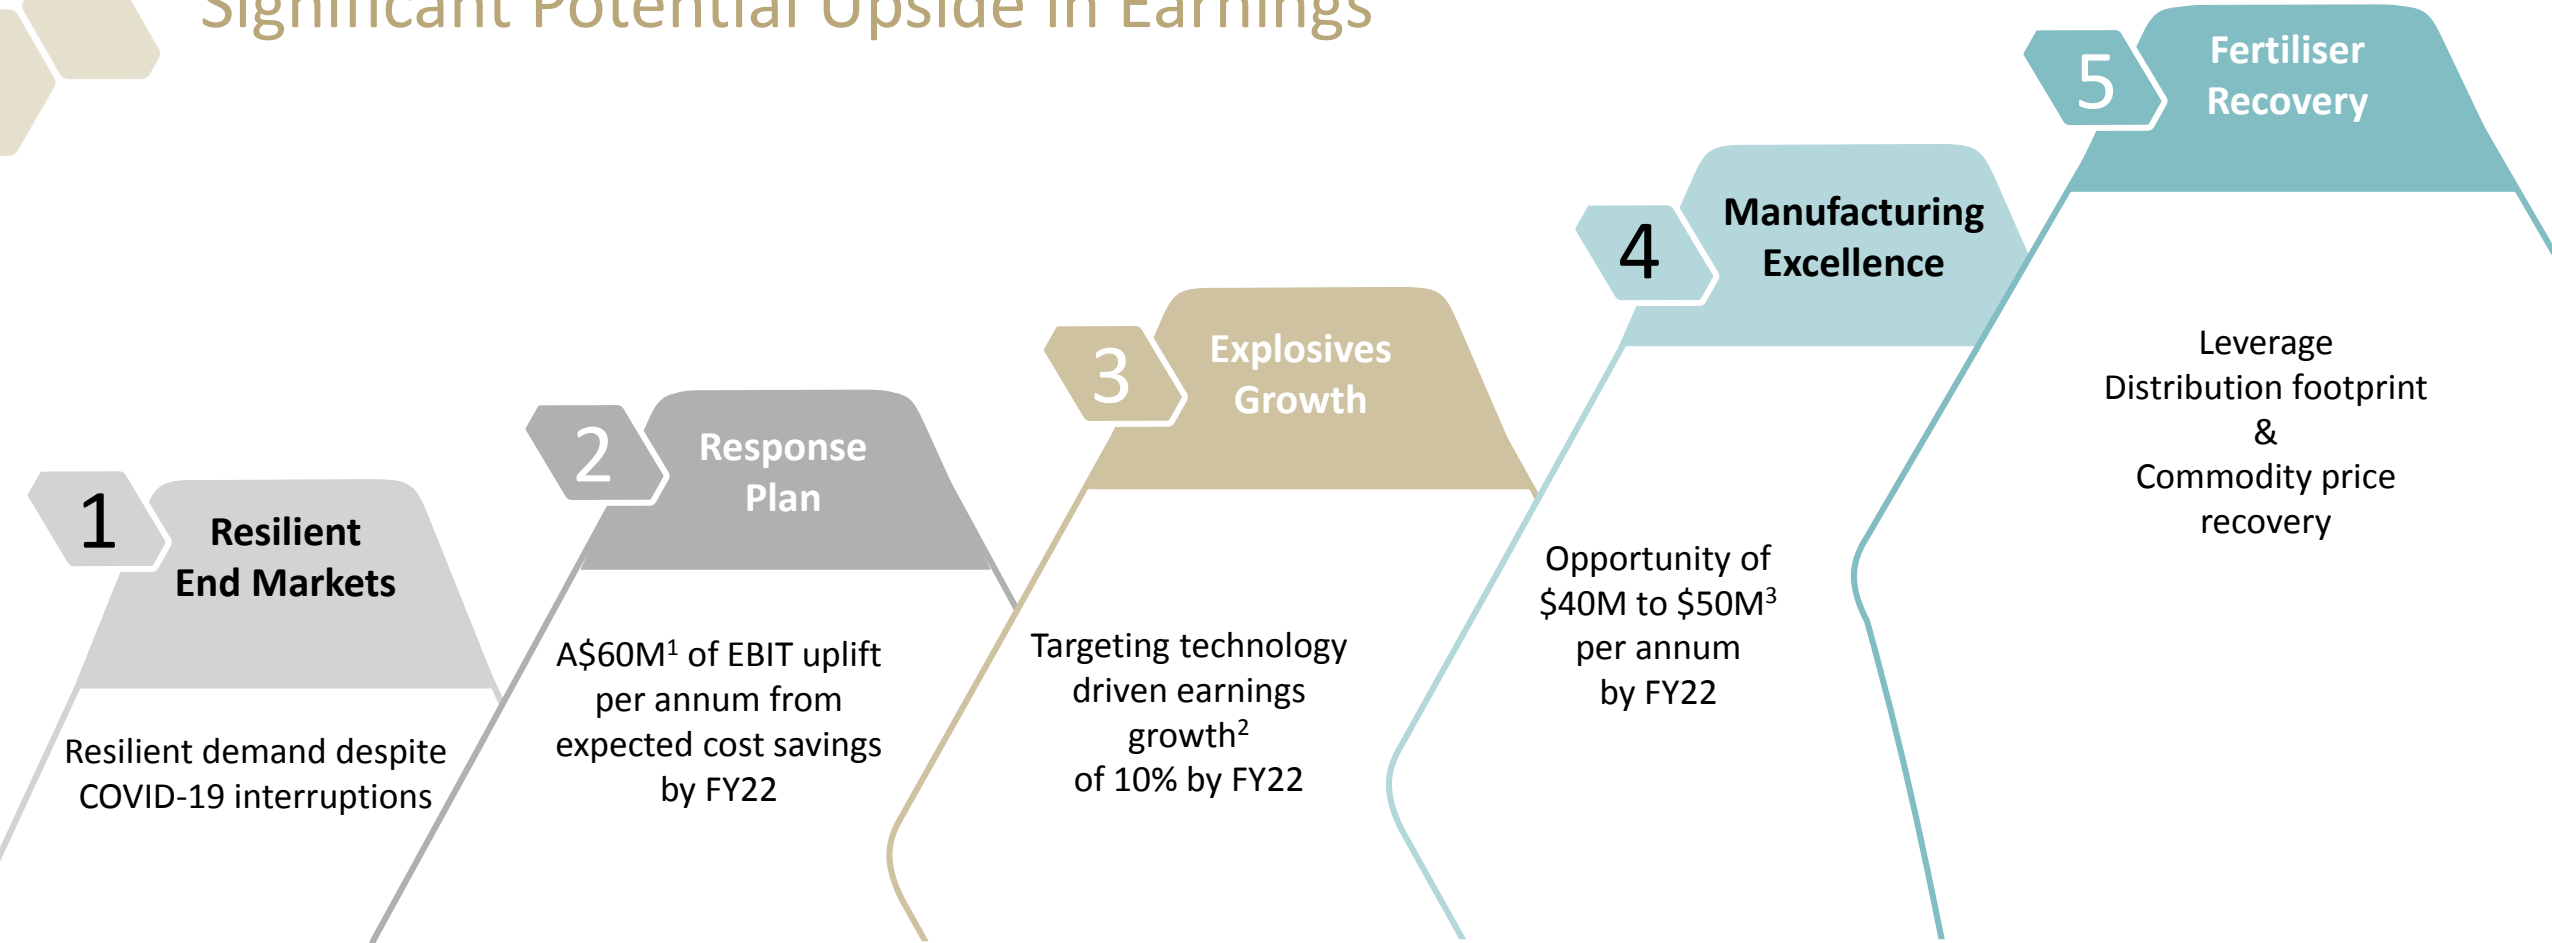 Significant Potential Upside in Earnings
1
Resilient
End Markets
Resilient demand despite
COVID-19 interruptions
2
Response
Plan
A$60M¹ of EBIT uplift
per annum from
expected cost savings
by FY22
3
Explosives
Growth
Targeting technology
driven earnings
growth²
of 10% by FY22
4
Manufacturing
Excellence
Opportunity of
$40M to $50M³
per annum
by FY22
5
Fertiliser
Recovery
Leverage
Distribution footprint
&
Commodity price
recovery